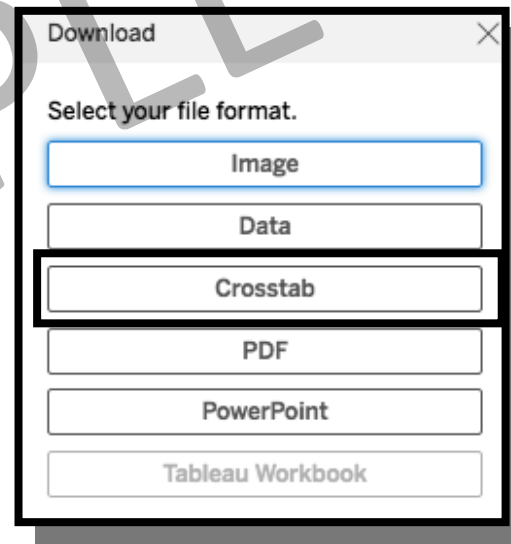 Download
Select your file format.
Image
Data
Crosstab
PDF
PowerPoint
Tableau Workbook